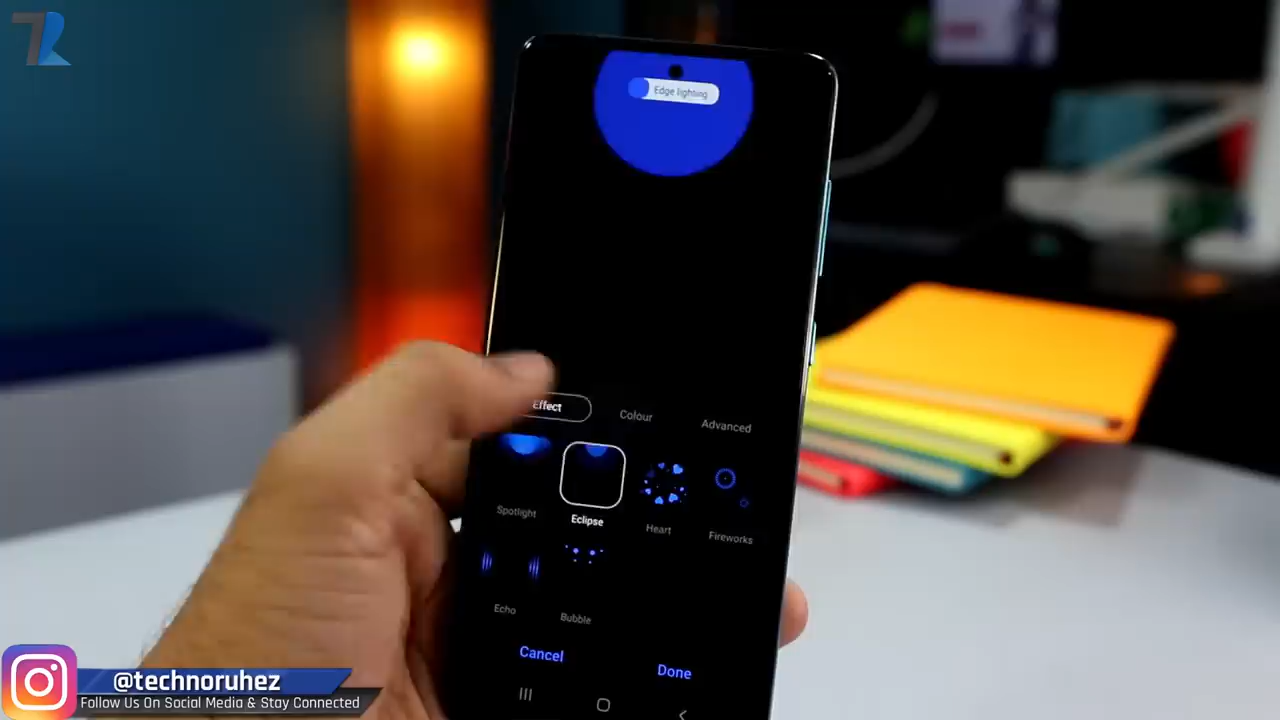 Edge lighting
Effect
Colour
Advanced
Spotlight
Eclipse
Heart
Fireworks
Echo
Bubble
Cancel
Done
@technoruhez
Follow Us On Social Media & Stay Connected